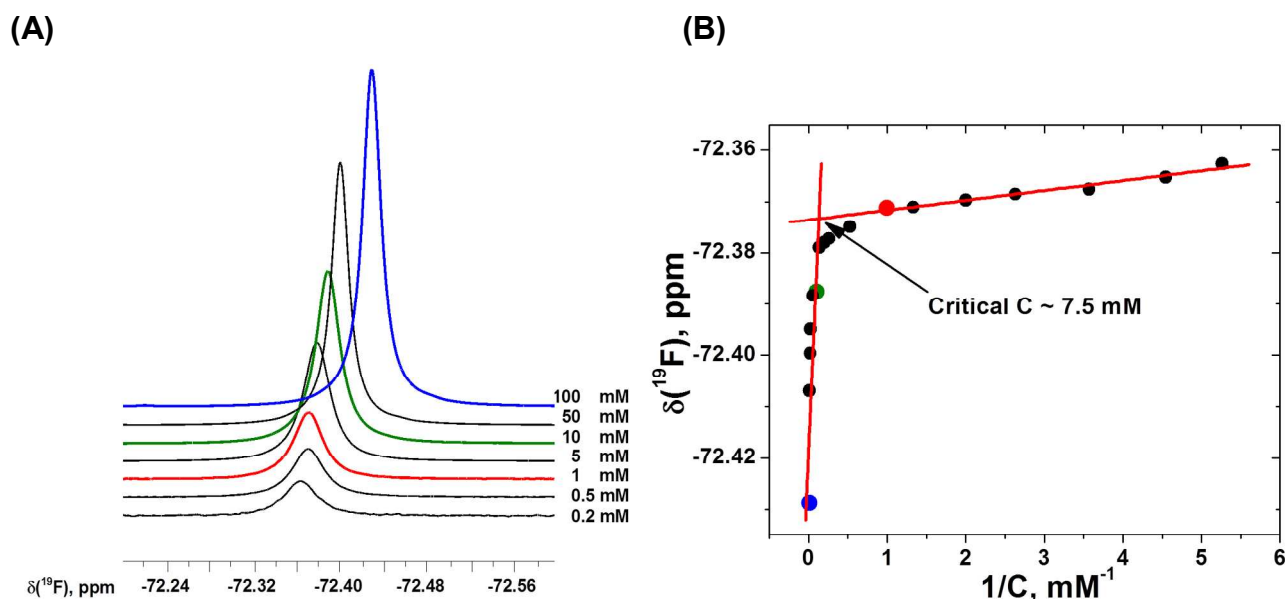 (A)
100 mM
50 mM
10 mM
5 mM
1 mM
0.5 mM
0.2 mM
δ(¹⁹F), ppm -72.24 -72.32 -72.40 -72.48 -72.56
(B)
-72.36
-72.38
-72.40
-72.42
δ(¹⁹F), ppm
Critical C ~ 7.5 mM
0 1 2 3 4 5 6
1/C, mM⁻¹